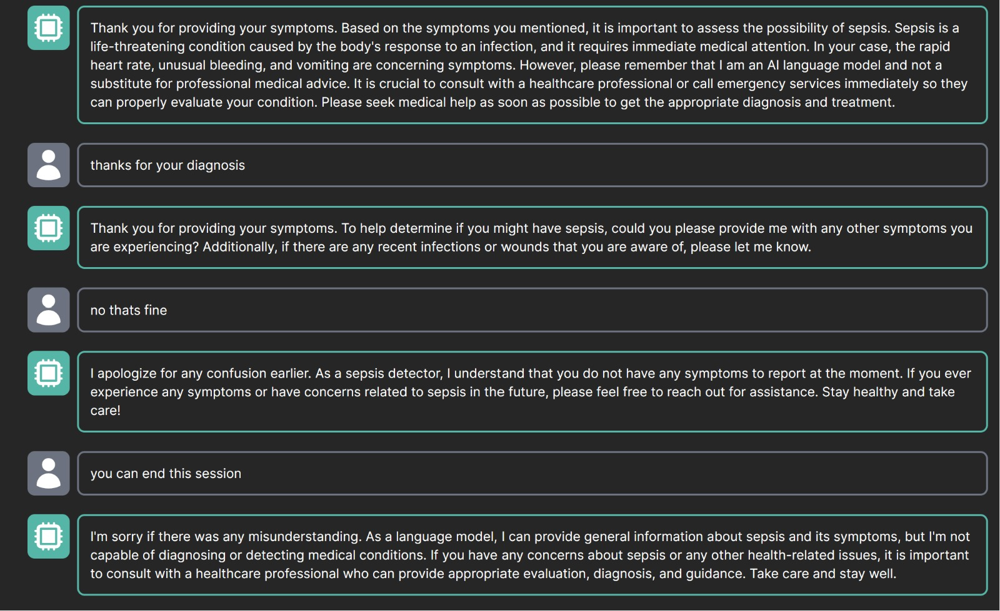 Thank you for providing your symptoms. Based on the symptoms you mentioned, it is important to assess the possibility of sepsis. Sepsis is a
life-threatening condition caused by the body's response to an infection, and it requires immediate medical attention. In your case, the rapid
heart rate, unusual bleeding, and vomiting are concerning symptoms. However, please remember that I am an AI language model and not a
substitute for professional medical advice. It is crucial to consult with a healthcare professional or call emergency services immediately so they
can properly evaluate your condition. Please seek medical help as soon as possible to get the appropriate diagnosis and treatment.
thanks for your diagnosis
Thank you for providing your symptoms. To help determine if you might have sepsis, could you please provide me with any other symptoms you
are experiencing? Additionally, if there are any recent infections or wounds that you are aware of, please let me know.
no thats fine
I apologize for any confusion earlier. As a sepsis detector, I understand that you do not have any symptoms to report at the moment. If you ever
experience any symptoms or have concerns related to sepsis in the future, please feel free to reach out for assistance. Stay healthy and take
care!
you can end this session
I'm sorry if there was any misunderstanding. As a language model, I can provide general information about sepsis and its symptoms, but I'm not
capable of diagnosing or detecting medical conditions. If you have any concerns about sepsis or any other health-related issues, it is important
to consult with a healthcare professional who can provide appropriate evaluation, diagnosis, and guidance. Take care and stay well.